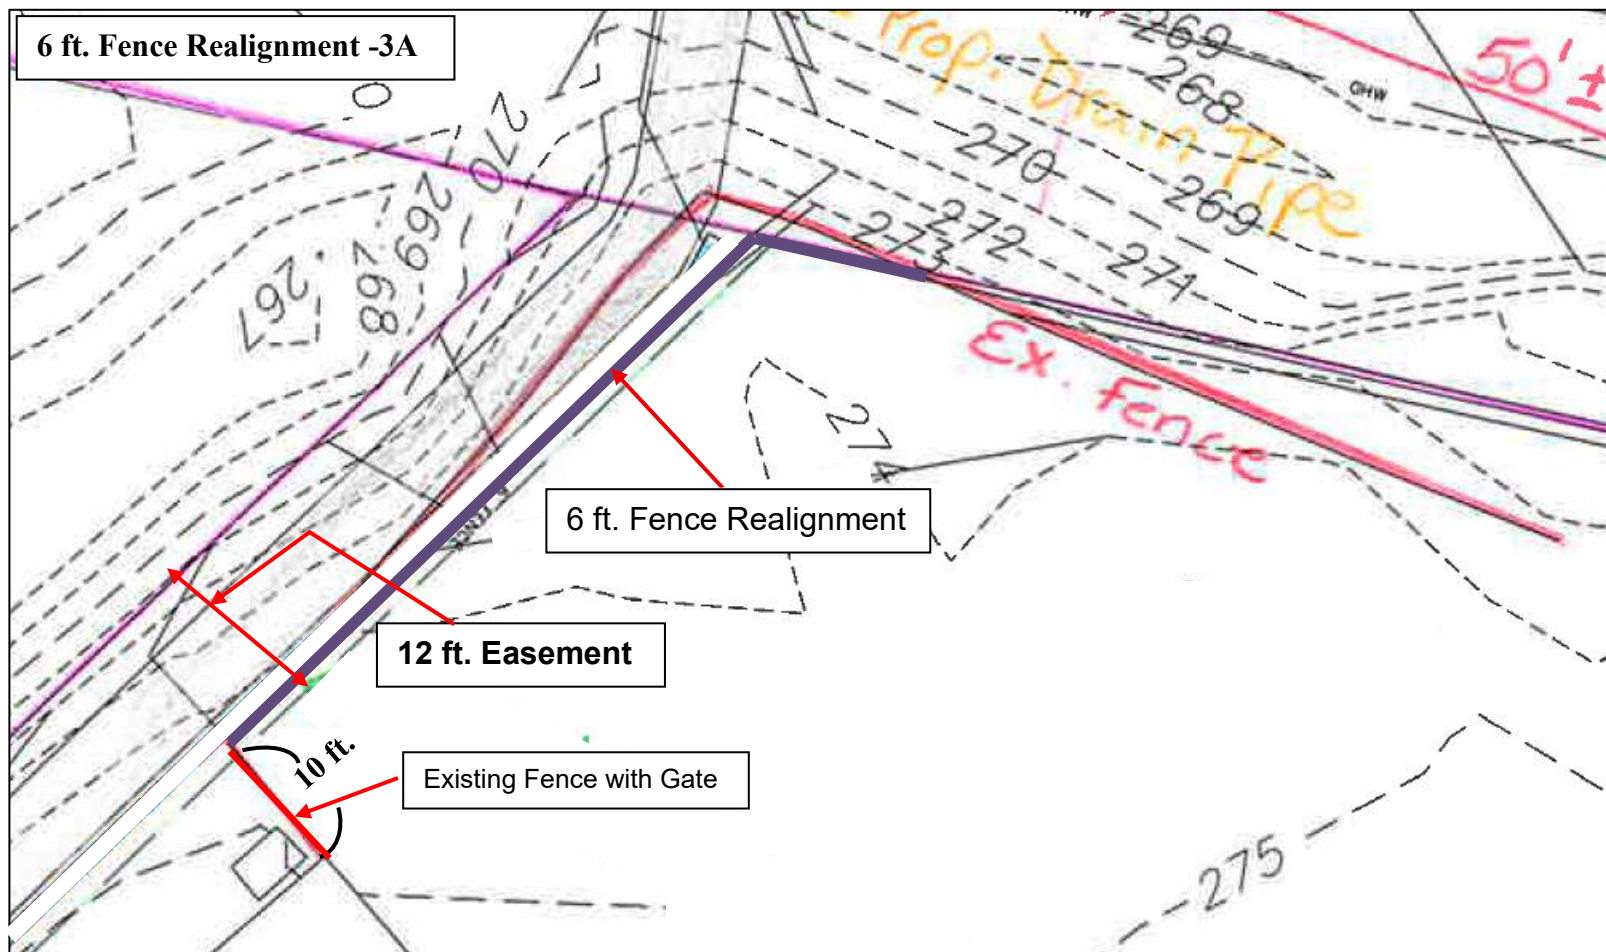 6 ft. Fence Realignment -3A
Prop. Drain Pipe
50' ±
OHW
269
268
270
269
272
273
271
270
269
268
267
Ex. Fence
274
6 ft. Fence Realignment
12 ft. Easement
10 ft.
Existing Fence with Gate
275